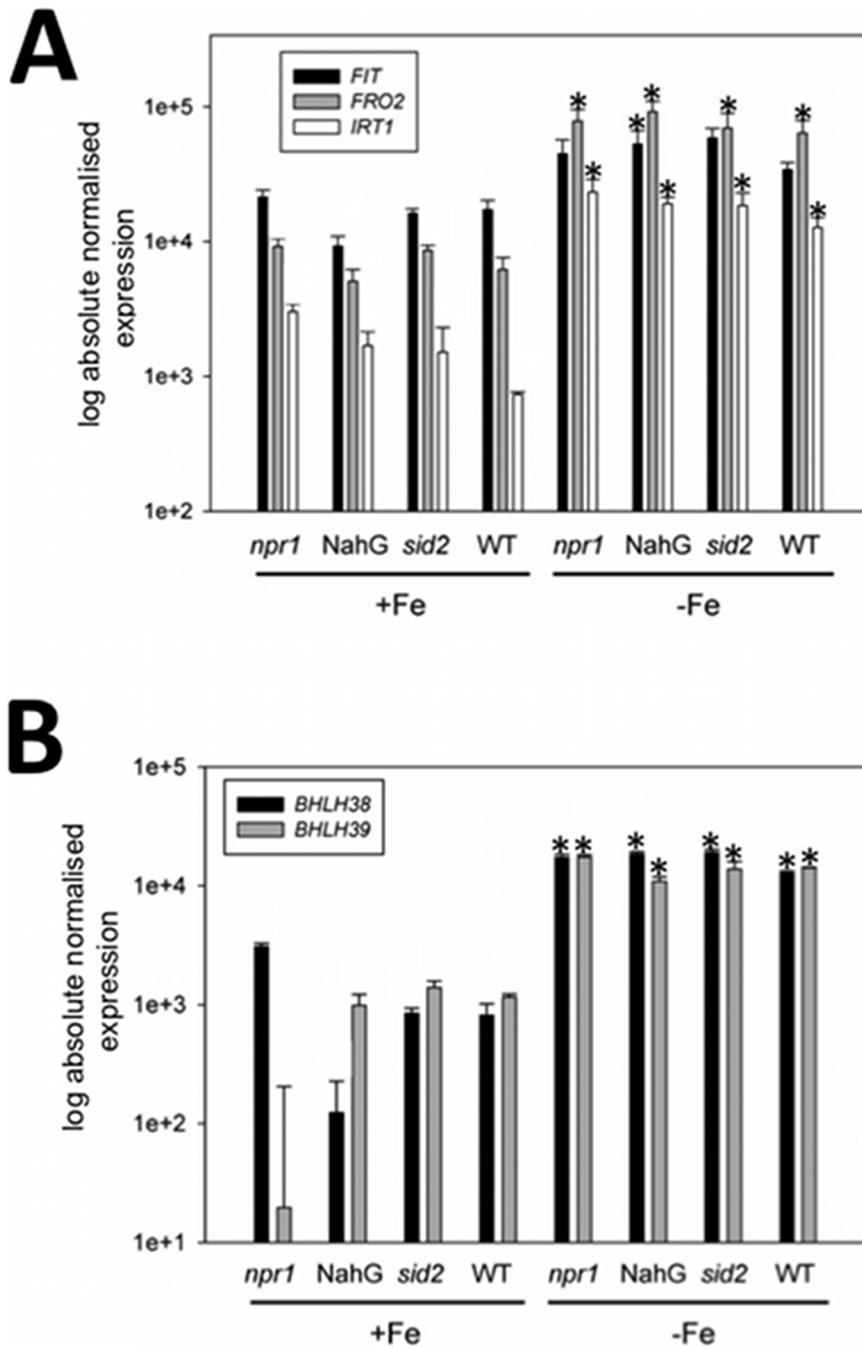 A
log absolute normalised
expression
FIT
FRO2
IRT1
1e+5
1e+4
1e+3
1e+2
* * * * * * * * *
npr1 NahG sid2 WT npr1 NahG sid2 WT
+Fe -Fe
B
log absolute normalised
expression
BHLH38
BHLH39
1e+5
1e+4
1e+3
1e+2
1e+1
* * * * * * * *
npr1 NahG sid2 WT npr1 NahG sid2 WT
+Fe -Fe